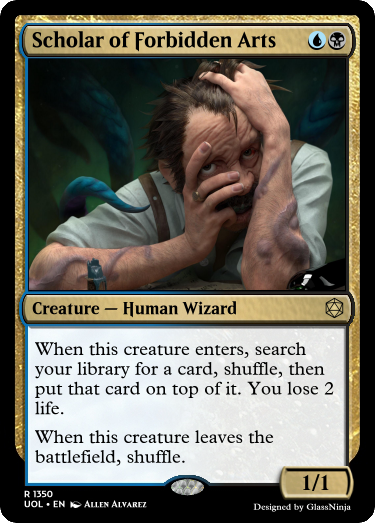 Scholar of Forbidden Arts
Creature — Human Wizard
When this creature enters, search
your library for a card, shuffle, then
put that card on top of it. You lose 2
life.
When this creature leaves the
battlefield, shuffle.
1/1
R 1350
UOL • EN Allen Alvarez
Designed by GlassNinja